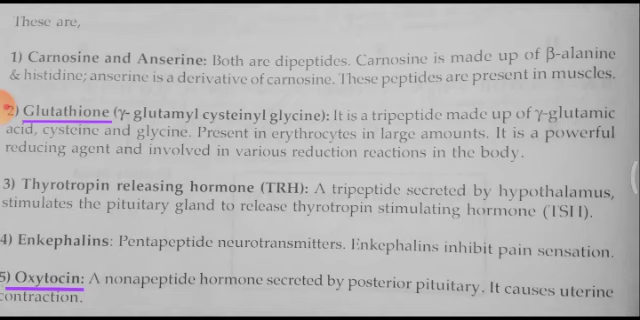 These are,
1) Carnosine and Anserine: Both are dipeptides. Carnosine is made up of β-alanine
& histidine; anserine is a derivative of carnosine. These peptides are present in muscles.
2) Glutathione (γ- glutamyl cysteinyl glycine): It is a tripeptide made up of γ-glutamic
acid, cysteine and glycine. Present in erythrocytes in large amounts. It is a powerful
reducing agent and involved in various reduction reactions in the body.
3) Thyrotropin releasing hormone (TRH): A tripeptide secreted by hypothalamus,
stimulates the pituitary gland to release thyrotropin stimulating hormone (TSH).
4) Enkephalins: Pentapeptide neurotransmitters. Enkephalins inhibit pain sensation.
5) Oxytocin: A nonapeptide hormone secreted by posterior pituitary. It causes uterine
contraction.